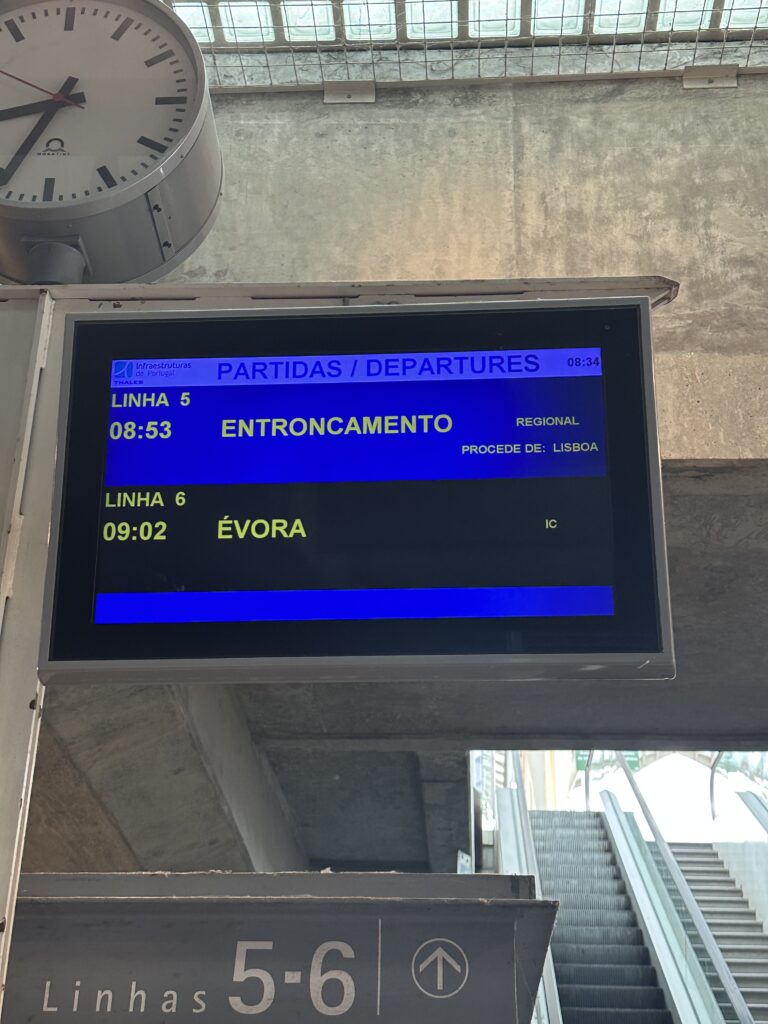 MORATINI
Infraestruturas
de Portugal
THALES
PARTIDAS / DEPARTURES 08:34
LINHA 5
08:53 ENTRONCAMENTO REGIONAL
PROCEDE DE: LISBOA
LINHA 6
09:02 ÉVORA IC
Linhas 5-6